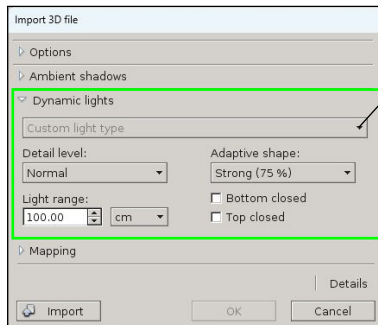 Import 3D file
Options
Ambient shadows
Dynamic lights
Custom light type
Detail level: Adaptive shape:
Normal Strong (75 %)
Light range: Bottom closed
100.00 cm Top closed
Mapping
Details
Import OK Cancel